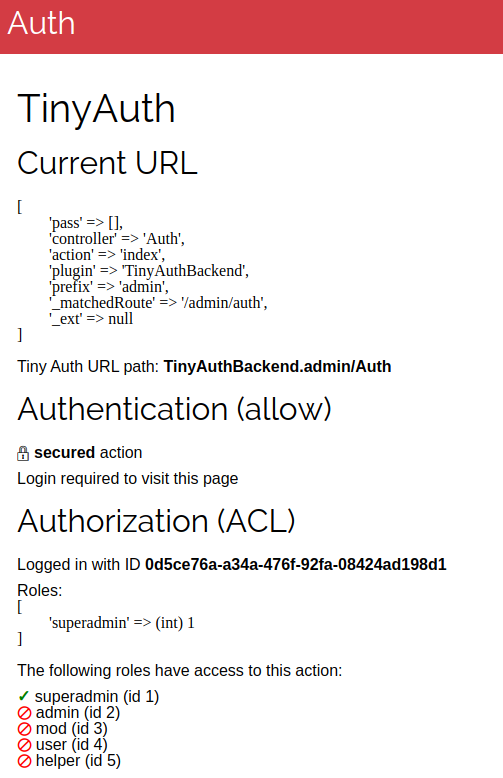 Auth
TinyAuth
Current URL
[
'pass' => [],
'controller' => 'Auth',
'action' => 'index',
'plugin' => 'TinyAuthBackend',
'prefix' => 'admin',
'_matchedRoute' => '/admin/auth',
'_ext' => null
]
Tiny Auth URL path: TinyAuthBackend.admin/Auth
Authentication (allow)
secured action
Login required to visit this page
Authorization (ACL)
Logged in with ID 0d5ce76a-a34a-476f-92fa-08424ad198d1
Roles:
[
'superadmin' => (int) 1
]
The following roles have access to this action:
✓ superadmin (id 1)
admin (id 2)
mod (id 3)
user (id 4)
helper (id 5)